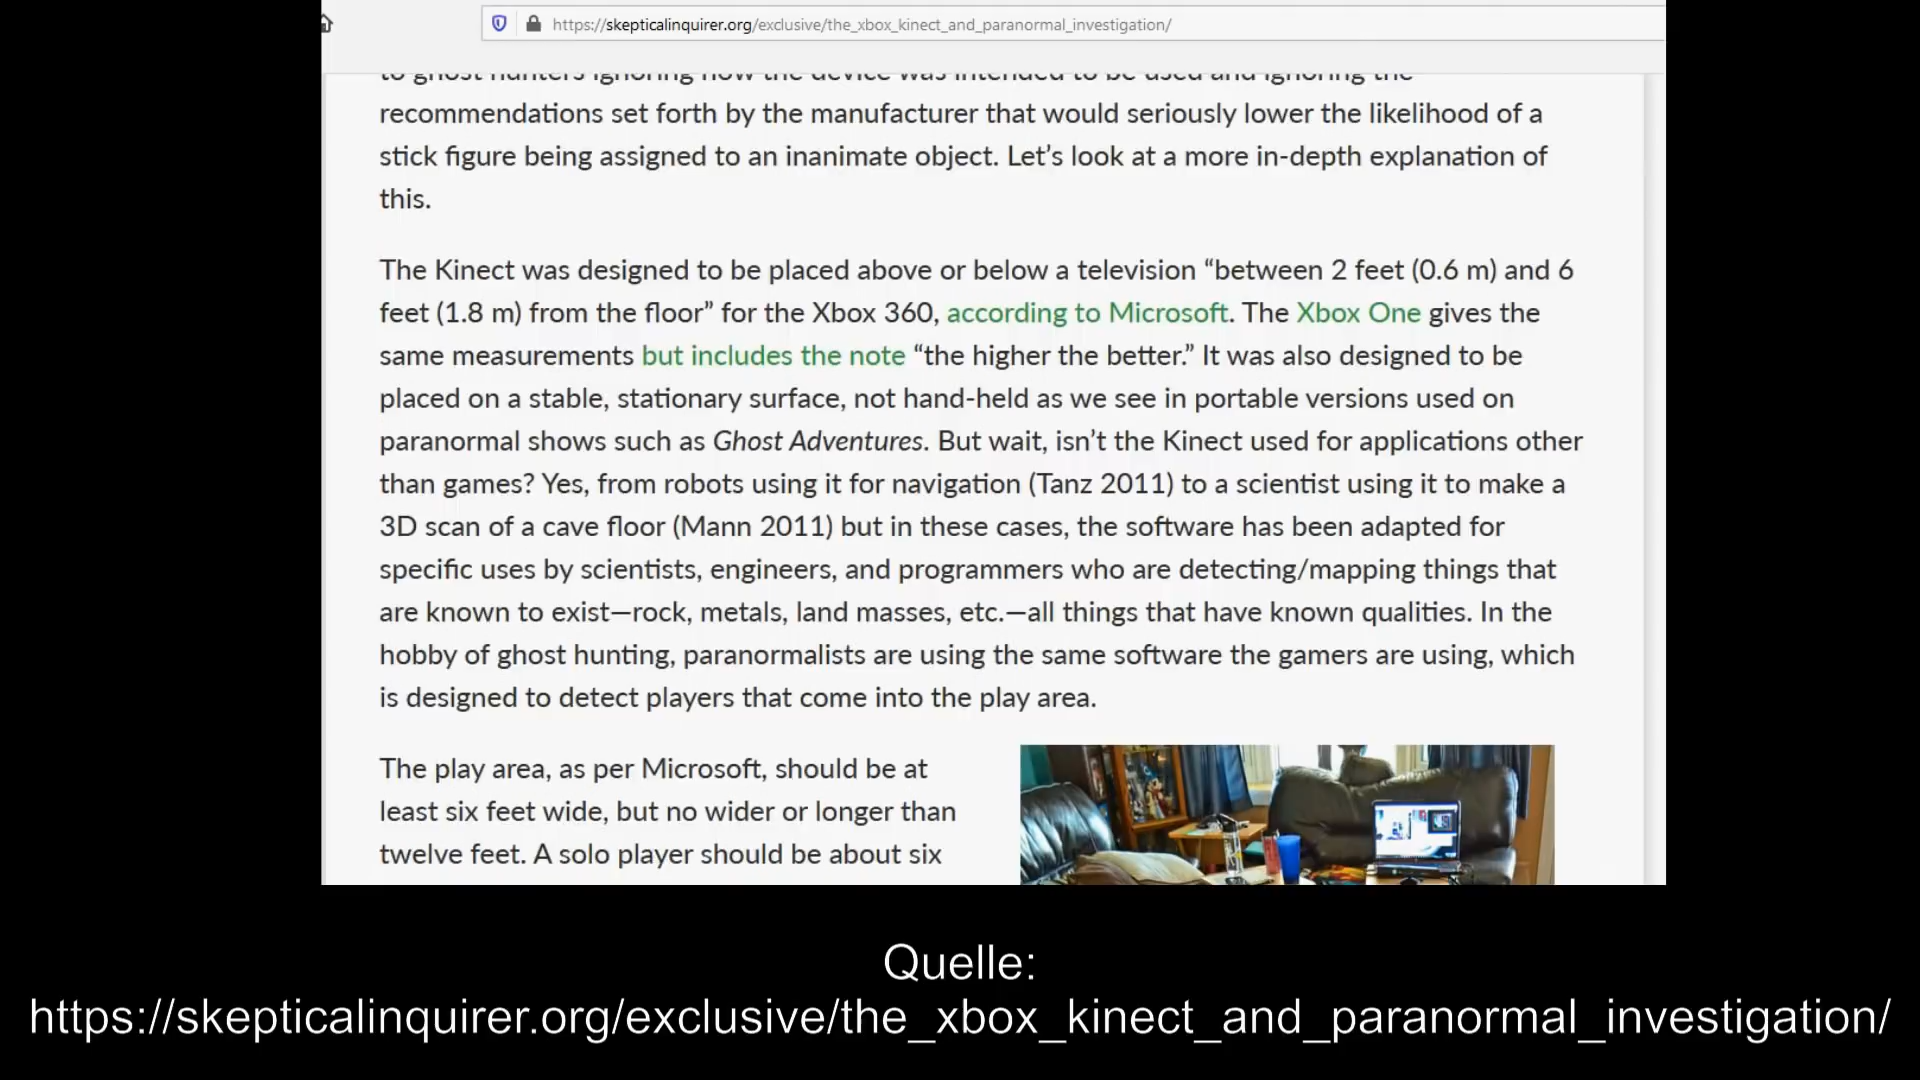 https://skepticalinquirer.org/exclusive/the_xbox_kinect_and_paranormal_investigation/
to ghost hunters ignoring how the device was intended to be used and ignoring the
recommendations set forth by the manufacturer that would seriously lower the likelihood of a
stick figure being assigned to an inanimate object. Let’s look at a more in-depth explanation of
this.
The Kinect was designed to be placed above or below a television “between 2 feet (0.6 m) and 6
feet (1.8 m) from the floor” for the Xbox 360, according to Microsoft. The Xbox One gives the
same measurements but includes the note “the higher the better.” It was also designed to be
placed on a stable, stationary surface, not hand-held as we see in portable versions used on
paranormal shows such as Ghost Adventures. But wait, isn’t the Kinect used for applications other
than games? Yes, from robots using it for navigation (Tanz 2011) to a scientist using it to make a
3D scan of a cave floor (Mann 2011) but in these cases, the software has been adapted for
specific uses by scientists, engineers, and programmers who are detecting/mapping things that
are known to exist—rock, metals, land masses, etc.—all things that have known qualities. In the
hobby of ghost hunting, paranormalists are using the same software the gamers are using, which
is designed to detect players that come into the play area.
The play area, as per Microsoft, should be at
least six feet wide, but no wider or longer than
twelve feet. A solo player should be about six
Quelle:
https://skepticalinquirer.org/exclusive/the_xbox_kinect_and_paranormal_investigation/